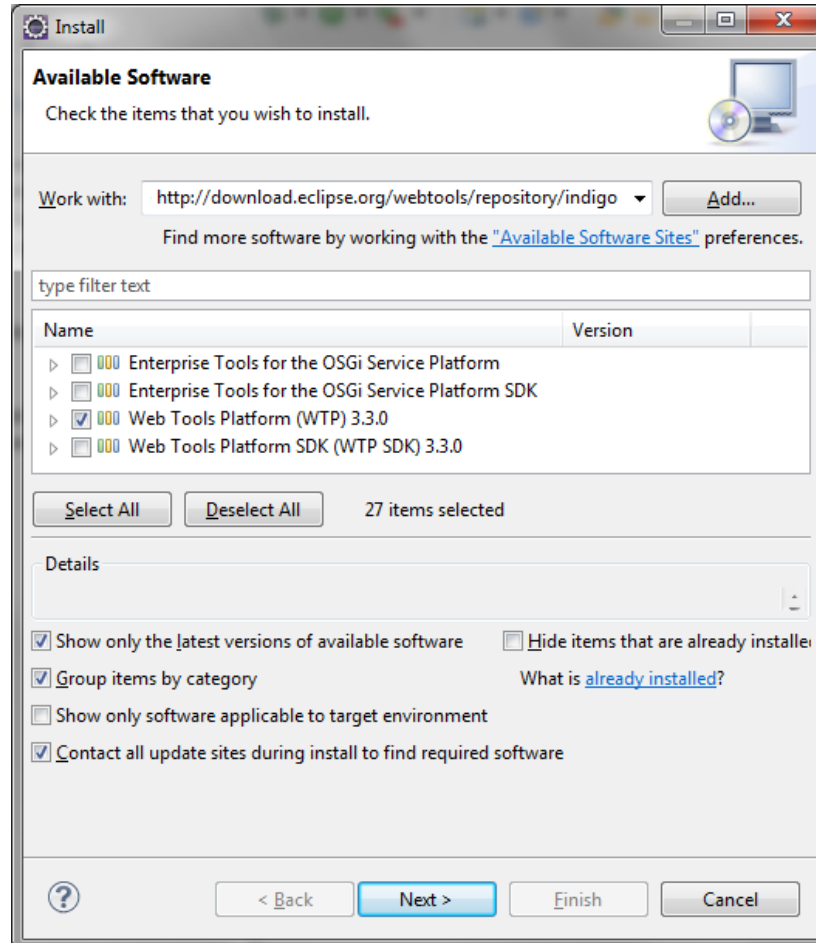 Install
Available Software
Check the items that you wish to install.
Work with: http://download.eclipse.org/webtools/repository/indigo Add...
Find more software by working with the "Available Software Sites" preferences.
type filter text
Name Version
Enterprise Tools for the OSGi Service Platform
Enterprise Tools for the OSGi Service Platform SDK
Web Tools Platform (WTP) 3.3.0
Web Tools Platform SDK (WTP SDK) 3.3.0
Select All Deselect All 27 items selected
Details
Show only the latest versions of available software Hide items that are already installe
Group items by category What is already installed?
Show only software applicable to target environment
Contact all update sites during install to find required software
? < Back Next > Finish Cancel